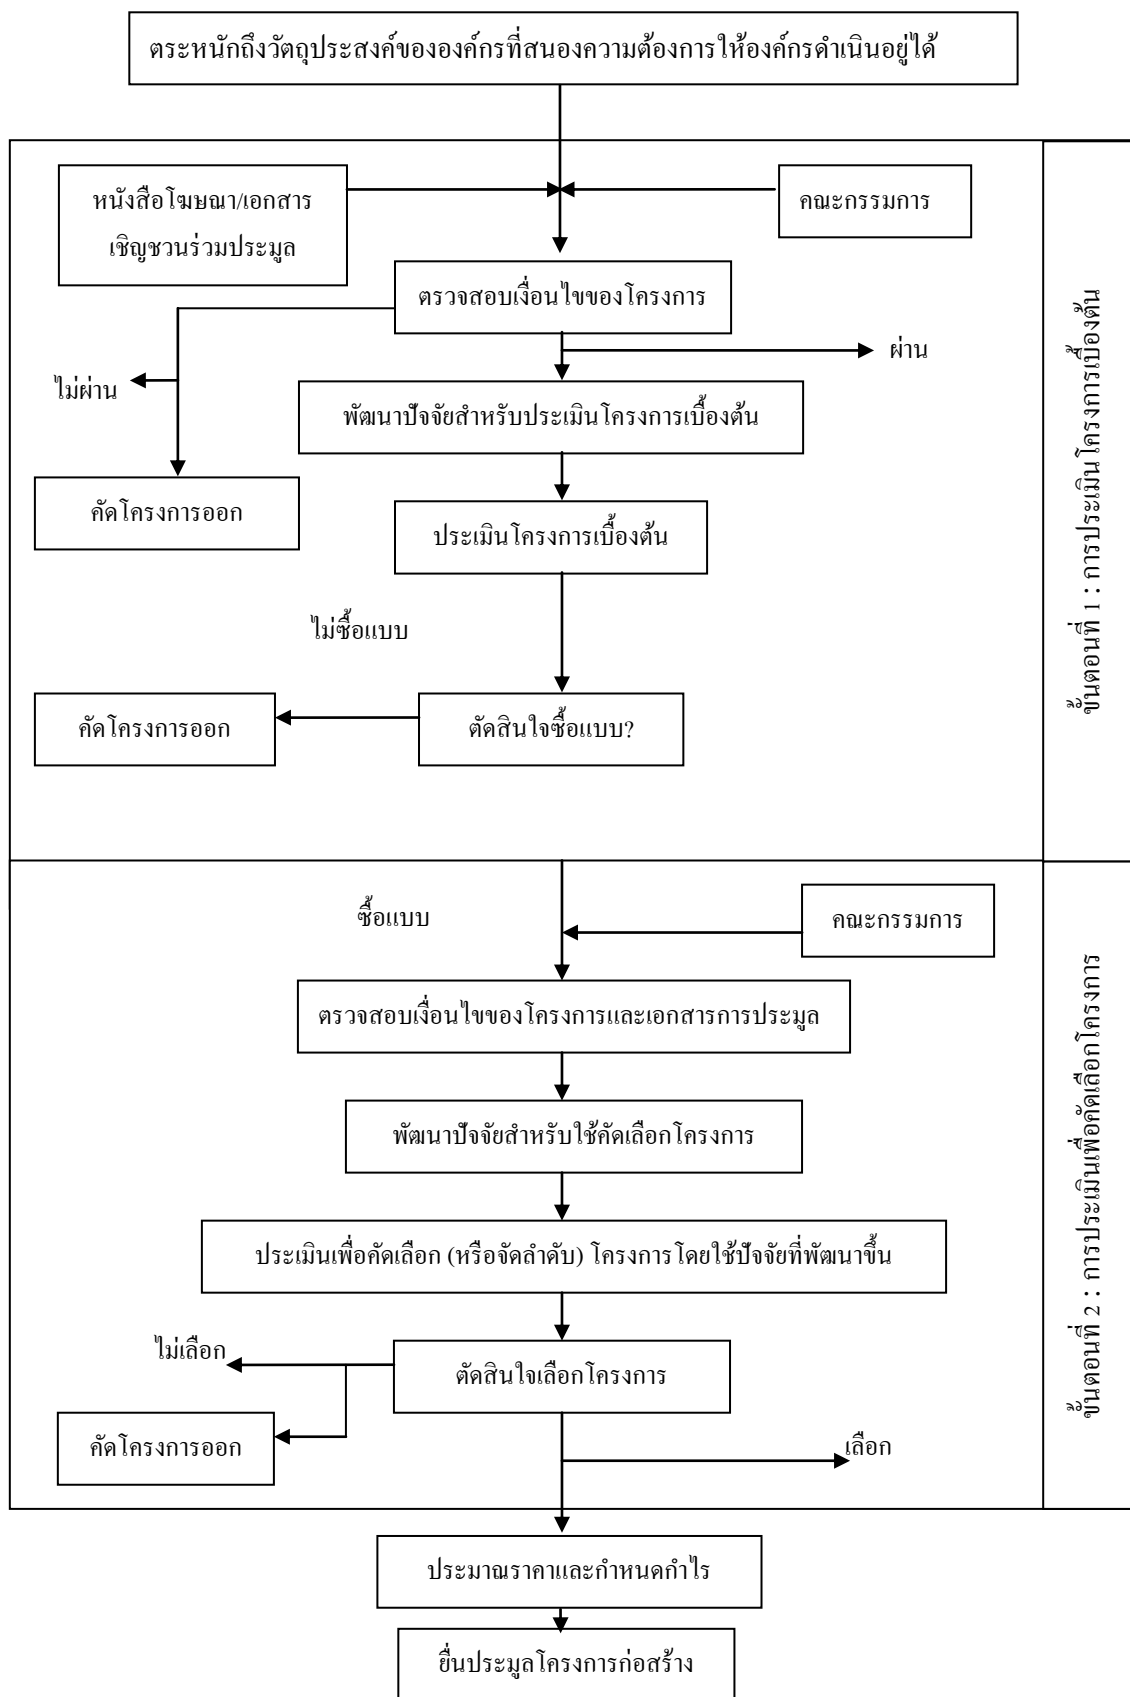 ตระหนักถึงวัตถุประสงค์ขององค์กรที่สนองความต้องการให้องค์กรดำเนินอยู่ได้
หนังสือโฆษณา/เอกสาร
เชิญชวนร่วมประมูล
คณะกรรมการ
ตรวจสอบเงื่อนไขของโครงการ
ผ่าน
ไม่ผ่าน
พัฒนาปัจจัยสำหรับประเมินโครงการเบื้องต้น
คัดโครงการออก
ประเมินโครงการเบื้องต้น
ไม่ซื้อแบบ
คัดโครงการออก
ตัดสินใจซื้อแบบ?
ขั้นตอนที่ 1 : การประเมินโครงการเบื้องต้น
ซื้อแบบ
คณะกรรมการ
ตรวจสอบเงื่อนไขของโครงการและเอกสารการประมูล
พัฒนาปัจจัยสำหรับใช้คัดเลือกโครงการ
ประเมินเพื่อคัดเลือก (หรือจัดลำดับ) โครงการโดยใช้ปัจจัยที่พัฒนาขึ้น
ไม่เลือก
ตัดสินใจเลือกโครงการ
คัดโครงการออก
เลือก
ขั้นตอนที่ 2 : การประเมินเพื่อคัดเลือกโครงการ
ประมาณราคาและกำหนดกำไร
ยื่นประมูลโครงการก่อสร้าง